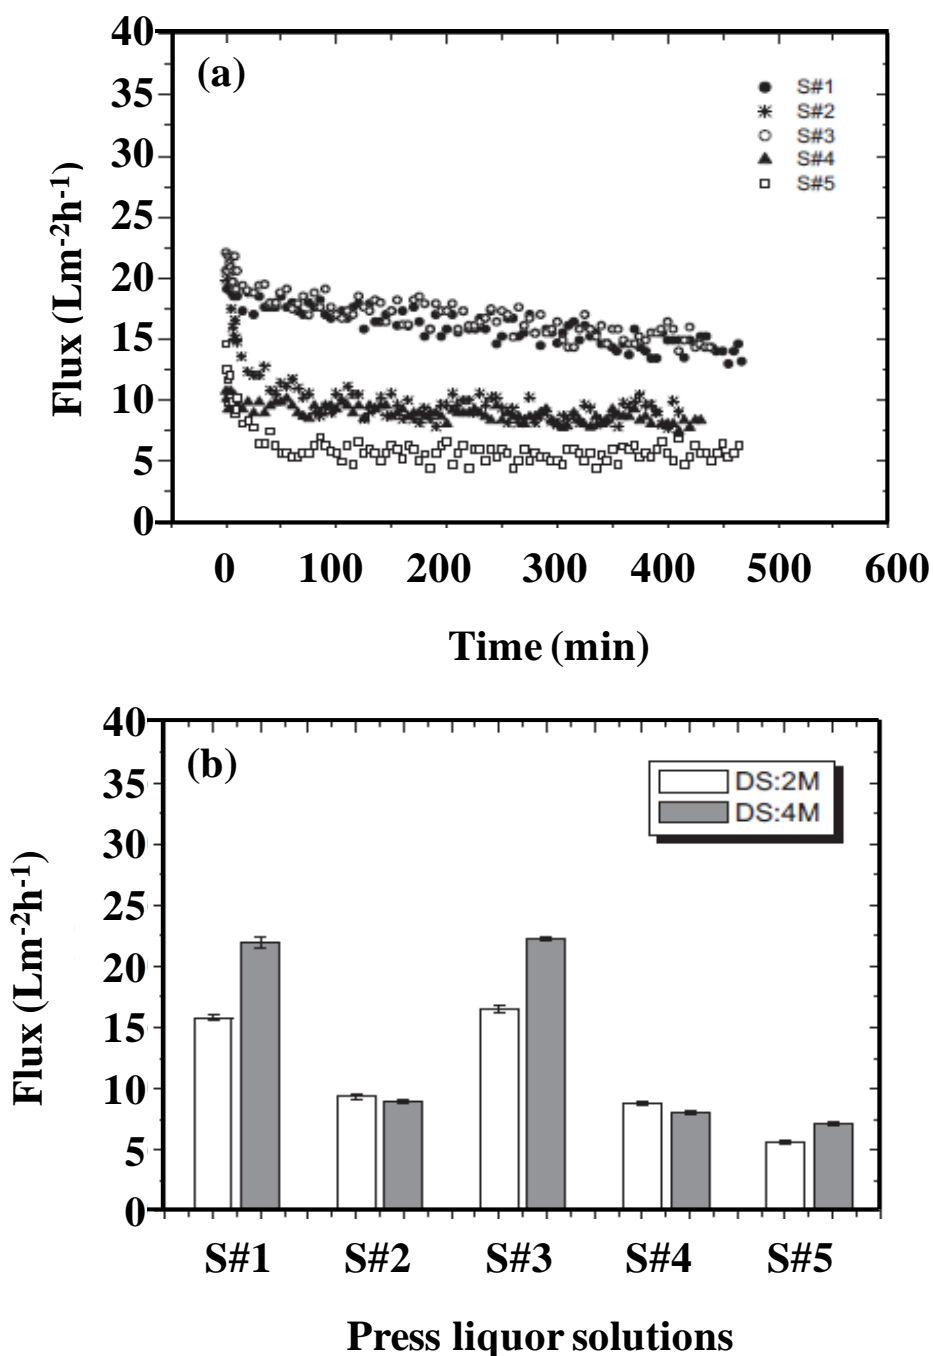 40
(a)
35
S#1
S#2
S#3
S#4
S#5
30
25
20
15
10
5
0
Flux (Lm-2h-1)
0 100 200 300 400 500 600
Time (min)
40
(b)
35
DS:2M
DS:4M
30
25
20
15
10
5
0
Flux (Lm-2h-1)
S#1 S#2 S#3 S#4 S#5
Press liquor solutions